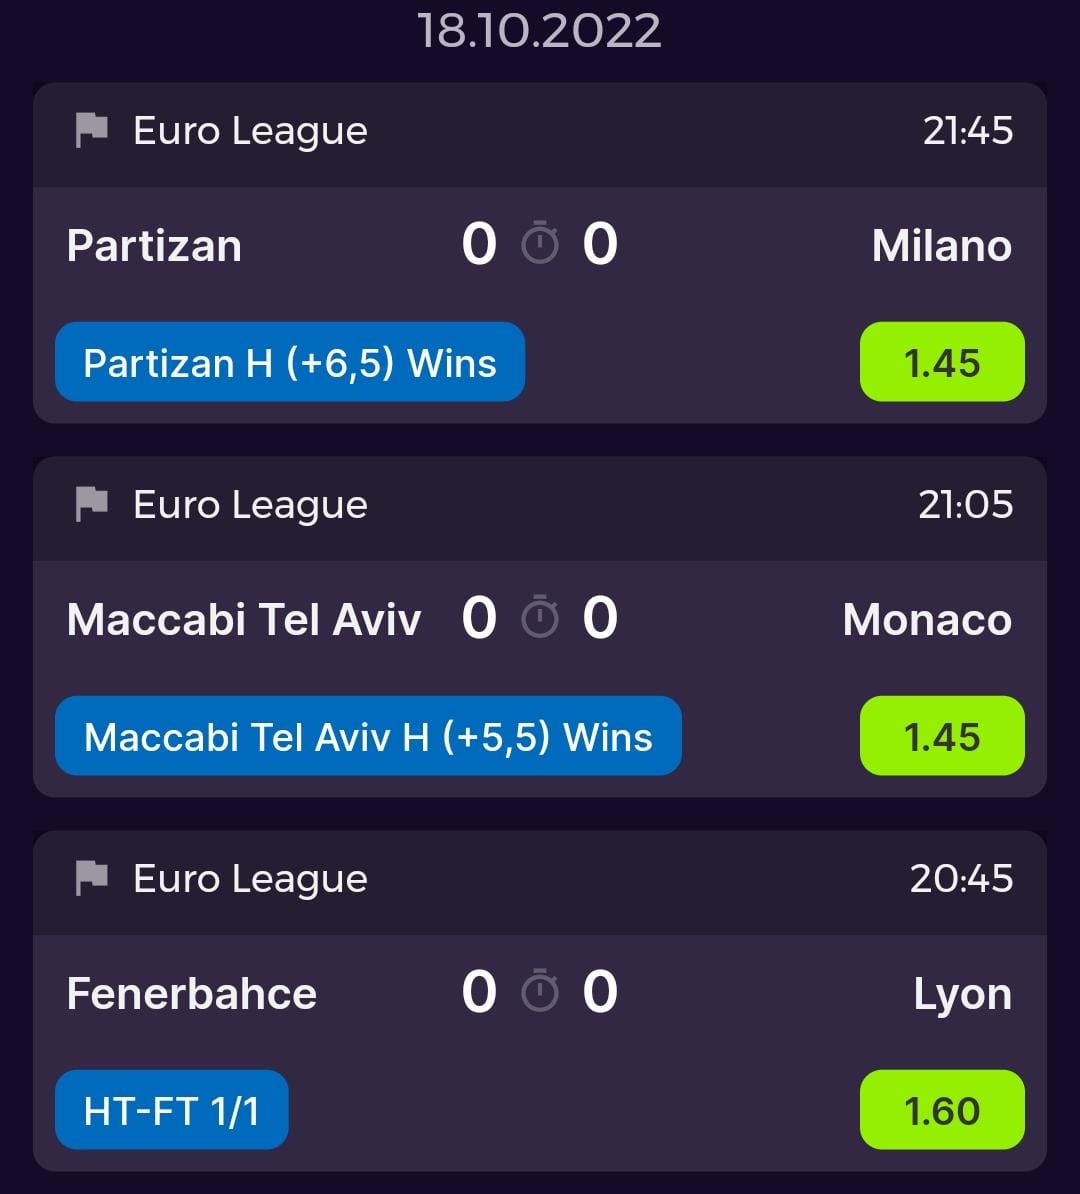 18.10.2022
Euro League 21:45
Partizan 0 0 Milano
Partizan H (+6,5) Wins 1.45
Euro League 21:05
Maccabi Tel Aviv 0 0 Monaco
Maccabi Tel Aviv H (+5,5) Wins 1.45
Euro League 20:45
Fenerbahce 0 0 Lyon
HT-FT 1/1 1.60